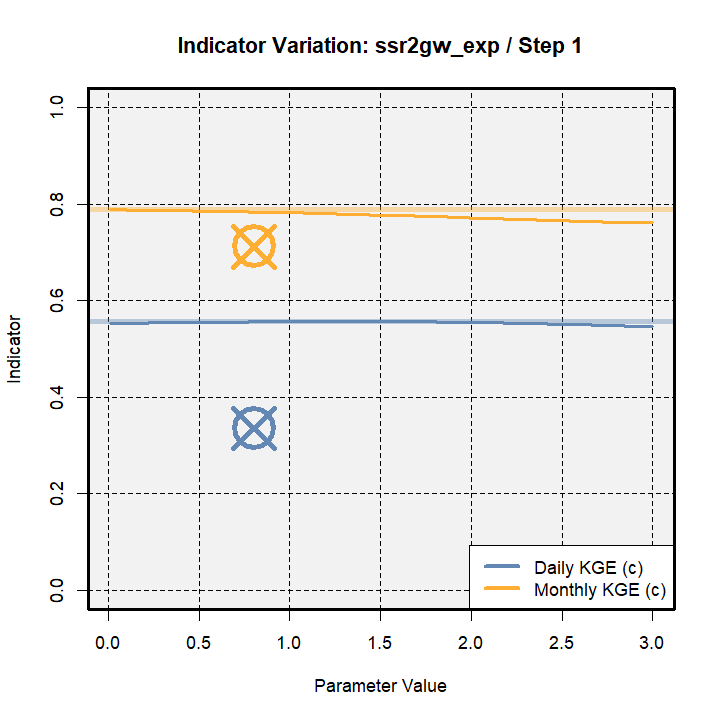 Indicator Variation: ssr2gw_exp / Step 1
Indicator
1.0
0.8
0.6
0.4
0.2
0.0
Daily KGE (c)
Monthly KGE (c)
0.0 0.5 1.0 1.5 2.0 2.5 3.0
Parameter Value